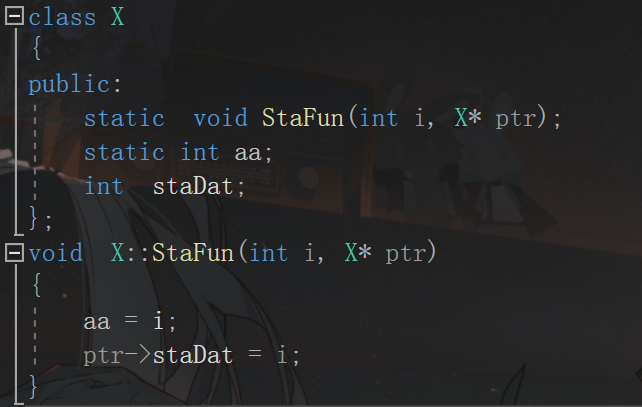 class X
{
public:
    static  void StaFun(int i, X* ptr);
    static int aa;
    int  staDat;
};
void  X::StaFun(int i, X* ptr)
{
    aa = i;
    ptr->staDat = i;
}